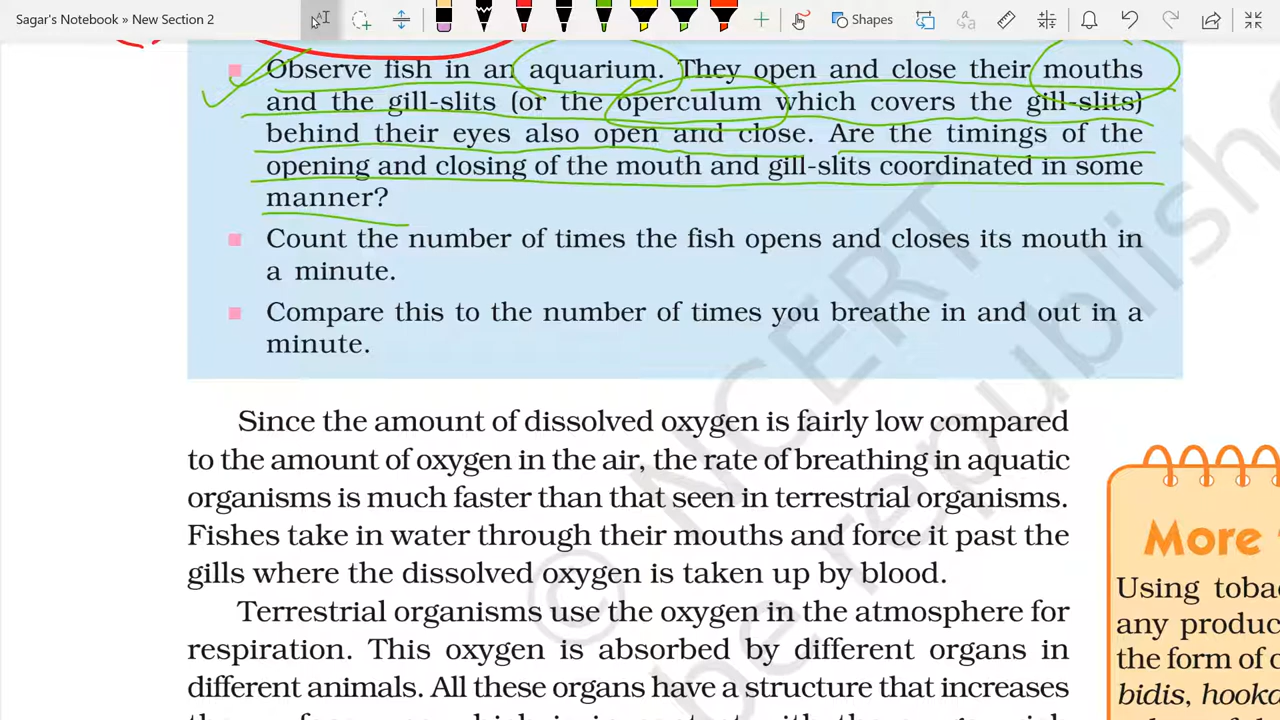 Sagar's Notebook » New Section 2
Shapes
Observe fish in an aquarium. They open and close their mouths
and the gill-slits (or the operculum which covers the gill-slits)
behind their eyes also open and close. Are the timings of the
opening and closing of the mouth and gill-slits coordinated in some
manner?
Count the number of times the fish opens and closes its mouth in
a minute.
Compare this to the number of times you breathe in and out in a
minute.
Since the amount of dissolved oxygen is fairly low compared
to the amount of oxygen in the air, the rate of breathing in aquatic
organisms is much faster than that seen in terrestrial organisms.
Fishes take in water through their mouths and force it past the
gills where the dissolved oxygen is taken up by blood.
Terrestrial organisms use the oxygen in the atmosphere for
respiration. This oxygen is absorbed by different organs in
different animals. All these organs have a structure that increases
More
Using
any
the form of
bidis,
© NCERT
be republished